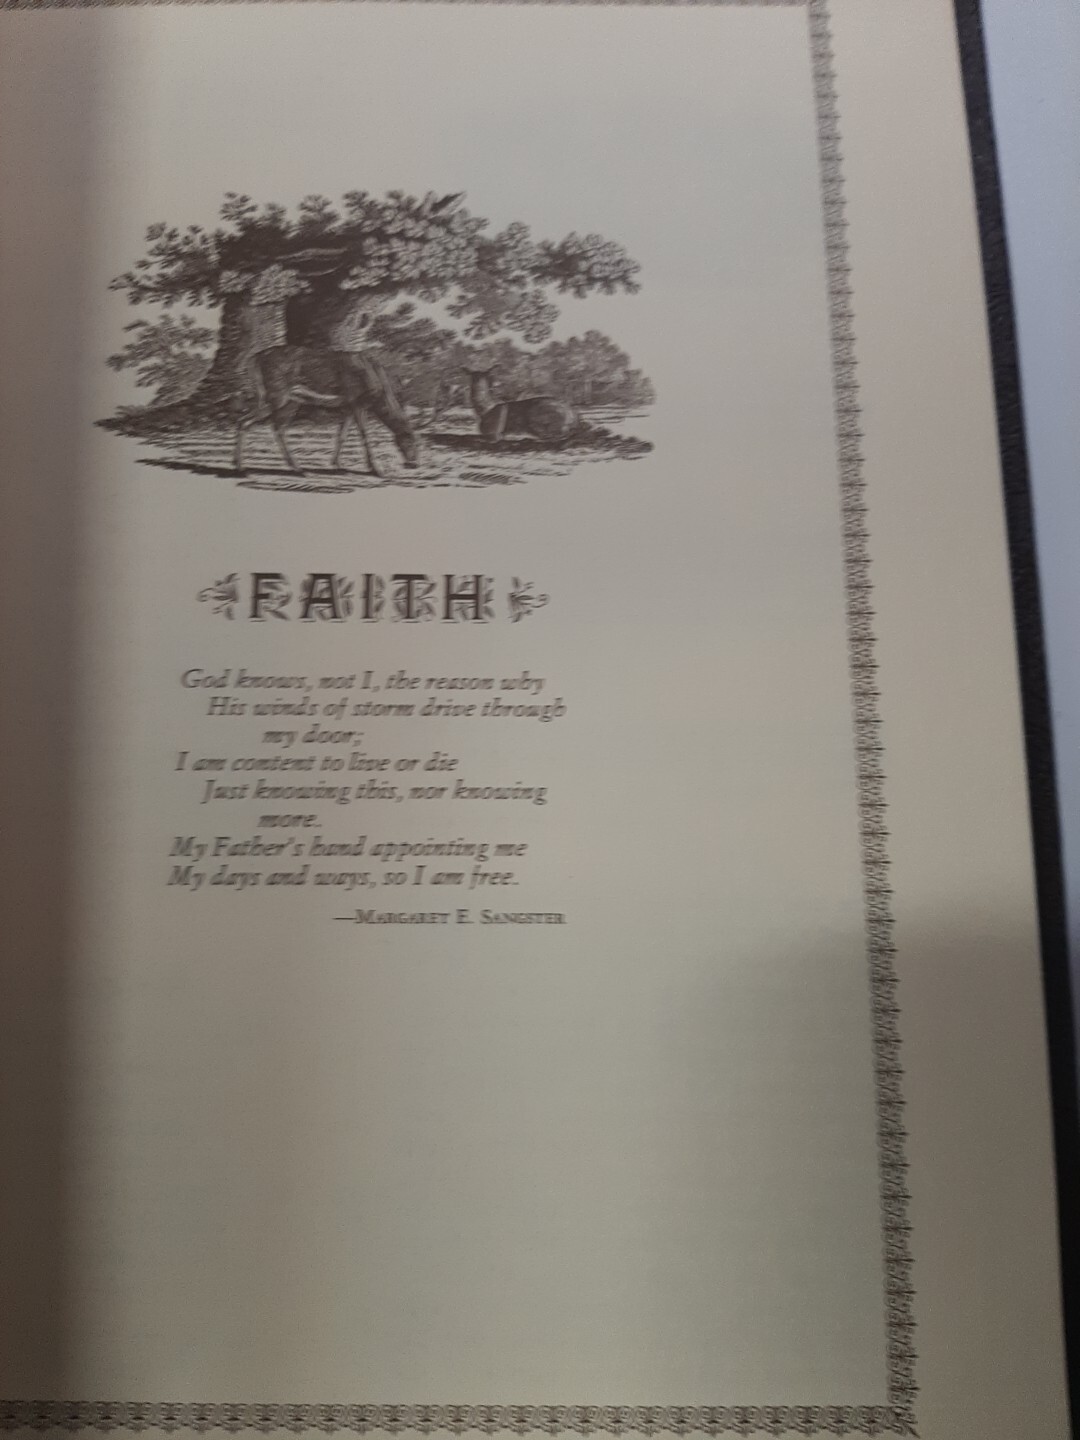 FAITH
God knows, not I, the reason why
His winds of storm drive through
my door;
I am content to live or die
Just knowing this, nor knowing
more.
My Father's hand appointing me
My days and ways, so I am free.
—MARGARET E. SANGSTER